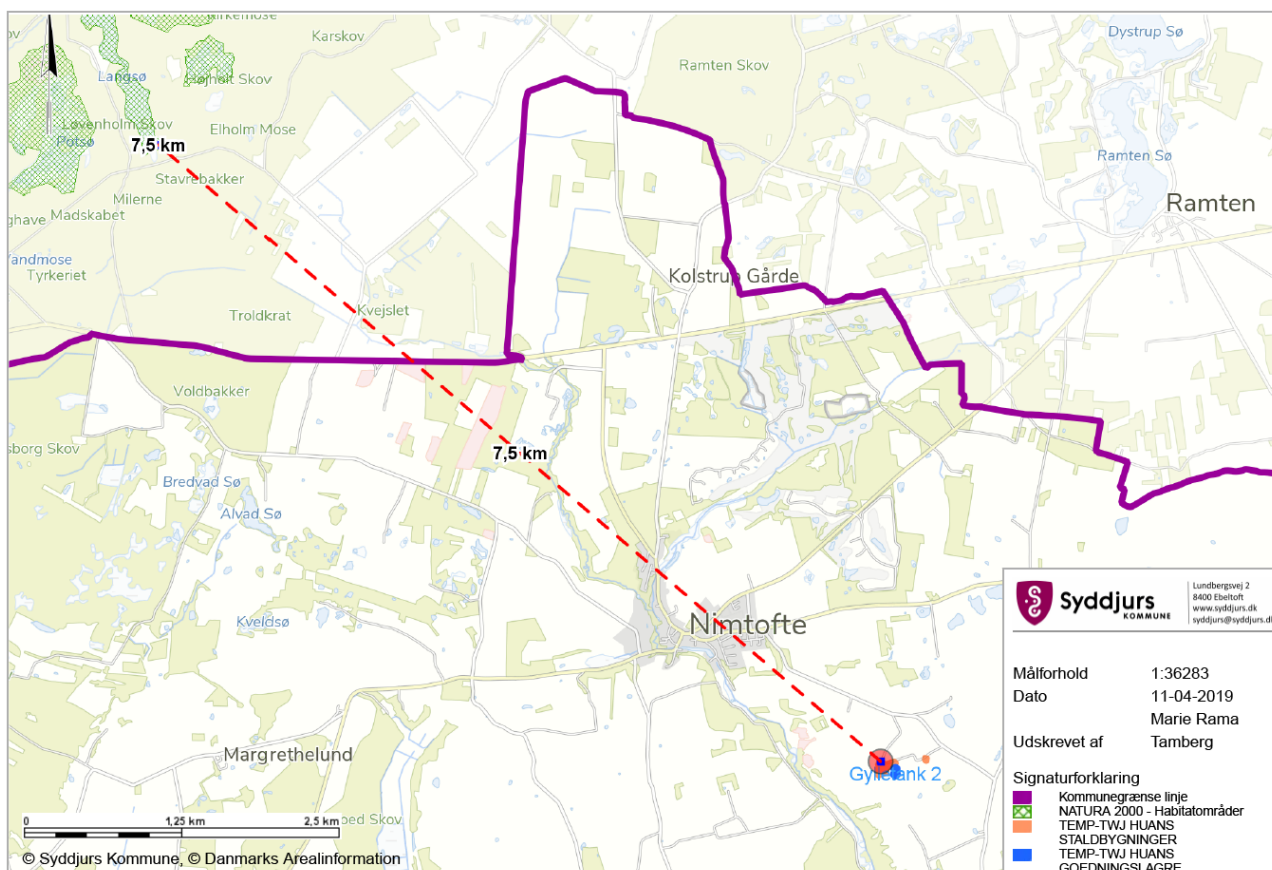 Kirkemose
Karskov
Dystrup Sø
Langsø
Højholt Skov
Ramten Skov
Løvenholm Skov
Elholm Mose
Potsø
7,5 km
Ramten Sø
Stavrebakker
Milerne
Ramten
Madskabet
Tyrkeriet
Kolstrup Gårde
Troldkrat
Kvejslet
Voldbakker
7,5 km
Bredvad Sø
Alvad Sø
Kveldsø
Nimtofte
Margrethelund
Gylletank 2
Syddjurs
KOMMUNE
Lundbergsvej 2
8400 Ebeltoft
www.syddjurs.dk
syddjurs@syddjurs.dk
Målforhold 1:36283
Dato 11-04-2019
Marie Rama
Udskrevet af Tamberg
Signaturforklaring
Kommunegrænse linje
NATURA 2000 - Habitatområder
TEMP-TWJ HUANS
STALDBYGNINGER
TEMP-TWJ HUANS
GOEDNINGSLAGRE
0 1,25 km 2,5 km
© Syddjurs Kommune, © Danmarks Arealinformation